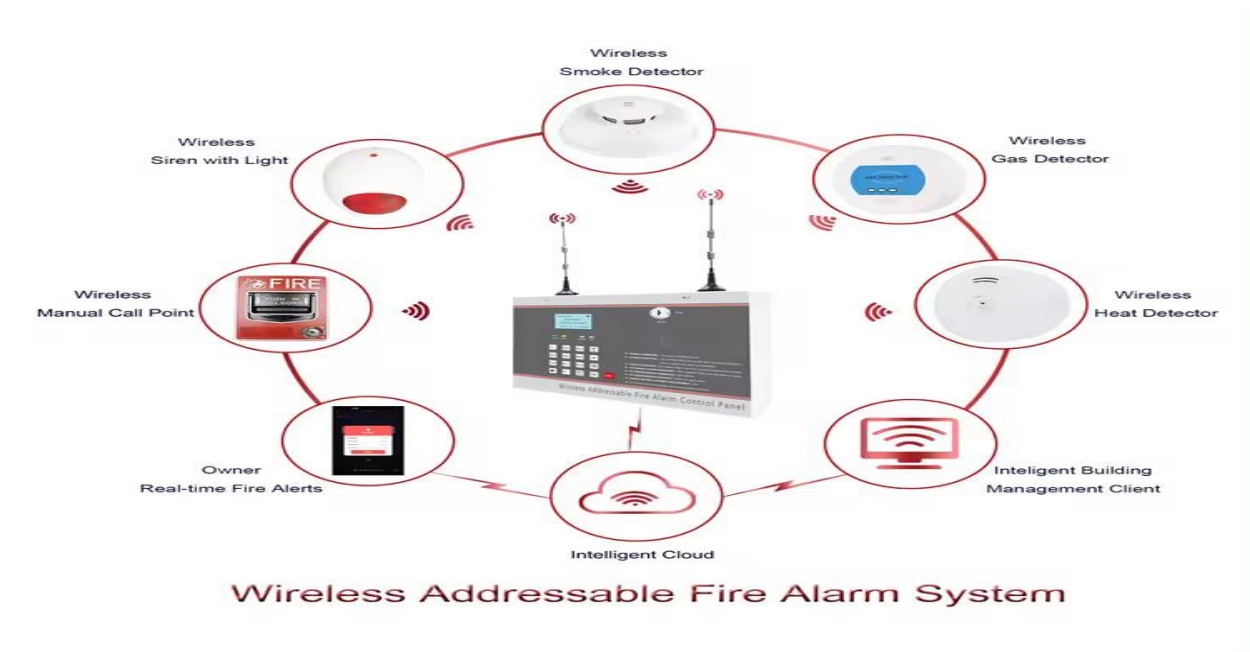 Wireless
Smoke Detector
Wireless
Siren with Light
Wireless
Gas Detector
FIRE
Wireless
Manual Call Point
Wireless
Heat Detector
Wireless Addressable Fire Alarm Control Panel
Owner
Real-time Fire Alerts
Inteligent Building
Management Client
Intelligent Cloud
Wireless Addressable Fire Alarm System